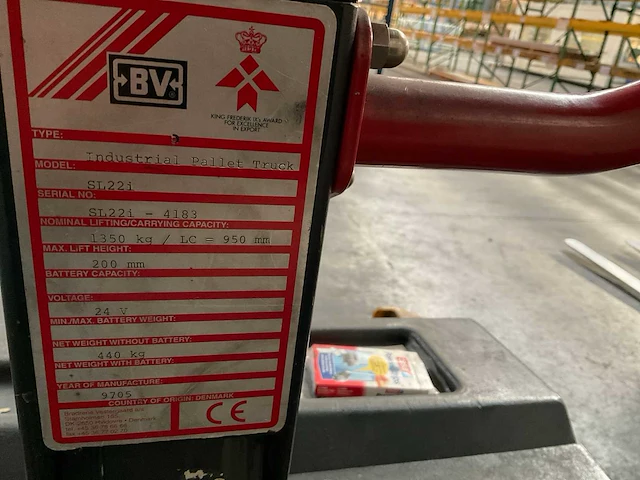 BV
KING FREDERIK IX's AWARD
FOR EXCELLENCE
IN EXPORT
TYPE:
Industrial Pallet Truck
MODEL:
SL22i
SERIAL NO:
SL22i - 4183
NOMINAL LIFTING/CARRYING CAPACITY:
1350 kg / LC = 950 mm
MAX. LIFT HEIGHT:
200 mm
BATTERY CAPACITY:
VOLTAGE:
24 V
MIN./MAX. BATTERY WEIGHT:
NET WEIGHT WITHOUT BATTERY:
440 kg
NET WEIGHT WITH BATTERY:
YEAR OF MANUFACTURE:
9705
COUNTRY OF ORIGIN: DENMARK
CE